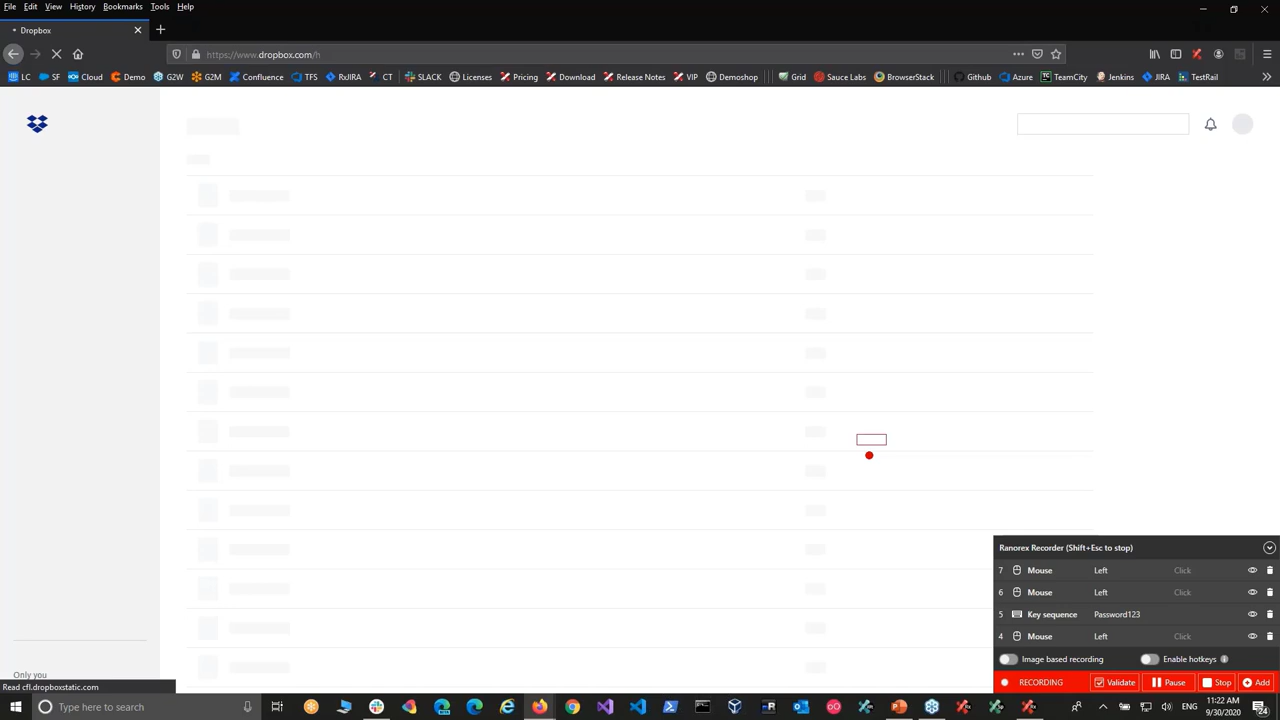 File Edit View History Bookmarks Tools Help
Dropbox
https://www.dropbox.com/h
LC SF Cloud Demo G2W G2M Confluence TFS RxJIRA CT SLACK Licenses Pricing Download Release Notes VIP Demoshop Grid Sauce Labs BrowserStack Github Azure TeamCity Jenkins JIRA TestRail
Only you
Read cfl.dropboxstatic.com
Ranorex Recorder (Shift+Esc to stop)
7 Mouse Left Click
6 Mouse Left Click
5 Key sequence Password123
4 Mouse Left Click
Image based recording Enable hotkeys
RECORDING Validate Pause Stop Add
Type here to search
ENG
11:22 AM
9/30/2020
24